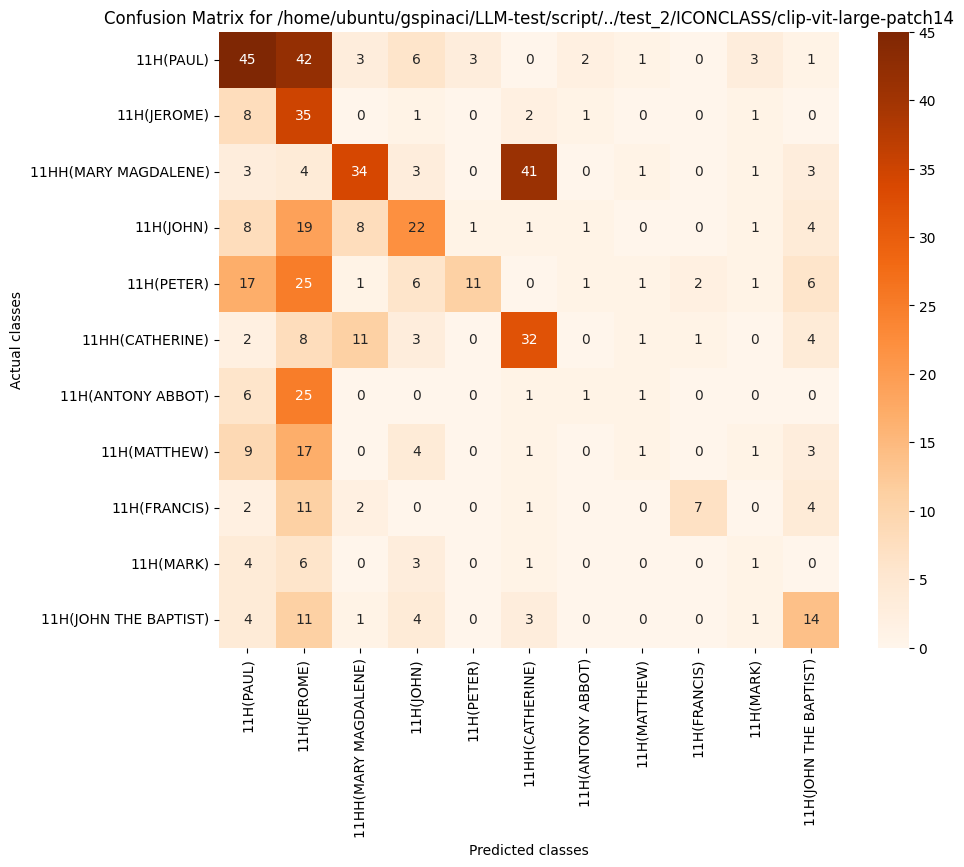 Confusion Matrix for /home/ubuntu/gspinaci/LLM-test/script/../test_2/ICONCLASS/clip-vit-large-patch14
Actual classes
11H(PAUL) 45 42 3 6 3 0 2 1 0 3 1
11H(JEROME) 8 35 0 1 2 1 0 0 1 0
11HH(MARY MAGDALENE) 3 4 34 3 0 41 0 1 0 1 3
11H(JOHN) 8 19 8 22 1 1 1 0 0 1 4
11H(PETER) 17 25 1 6 11 0 1 1 2 1 6
11HH(CATHERINE) 2 8 11 3 0 32 0 1 1 0 4
11H(ANTONY ABBOT) 6 25 0 0 0 1 1 1 0 0 0
11H(MATTHEW) 9 17 0 4 0 1 0 1 0 1 3
11H(FRANCIS) 2 11 2 0 0 1 0 0 7 0 4
11H(MARK) 4 6 0 3 0 1 0 0 0 1 0
11H(JOHN THE BAPTIST) 4 11 1 4 0 3 0 0 0 1 14
11H(PAUL)
11H(JEROME)
11HH(MARY MAGDALENE)
11H(JOHN)
11H(PETER)
11HH(CATHERINE)
11H(ANTONY ABBOT)
11H(MATTHEW)
11H(FRANCIS)
11H(MARK)
11H(JOHN THE BAPTIST)
Predicted classes
45
40
35
30
25
20
15
10
5
0